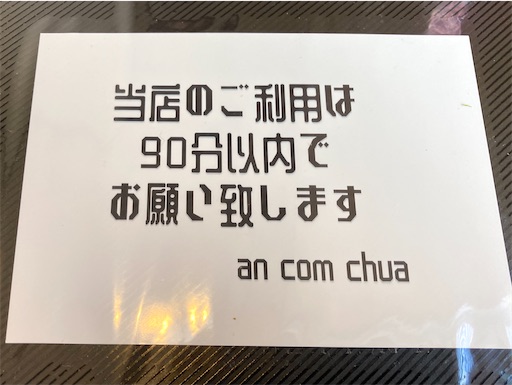 当店のご利用は
90分以内で
お願い致します
an com chua